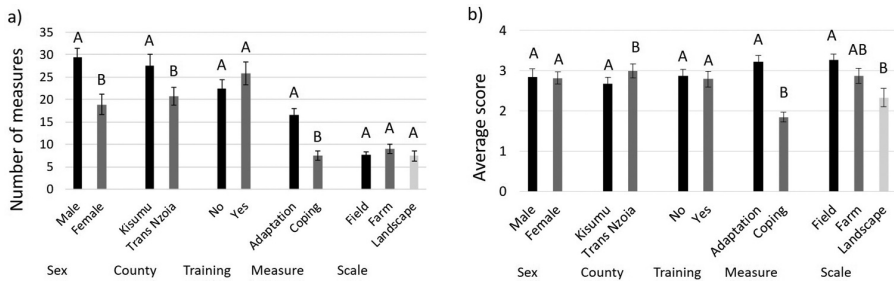 a)
Number of measures
35
30
25
20
15
10
5
0
A
B
A
B
A
A
A
B
A
A
A
Male
Female
Kisumu
Trans Nzoia
No
Yes
Adaptation
Coping
Field
Farm
Landscape
Sex County Training Measure Scale
b)
Average score
4
3
2
1
0
A
A
A
B
A
A
A
B
A
AB
B
Male
Female
Kisumu
Trans Nzoia
No
Yes
Adaptation
Coping
Field
Farm
Landscape
Sex County Training Measure Scale